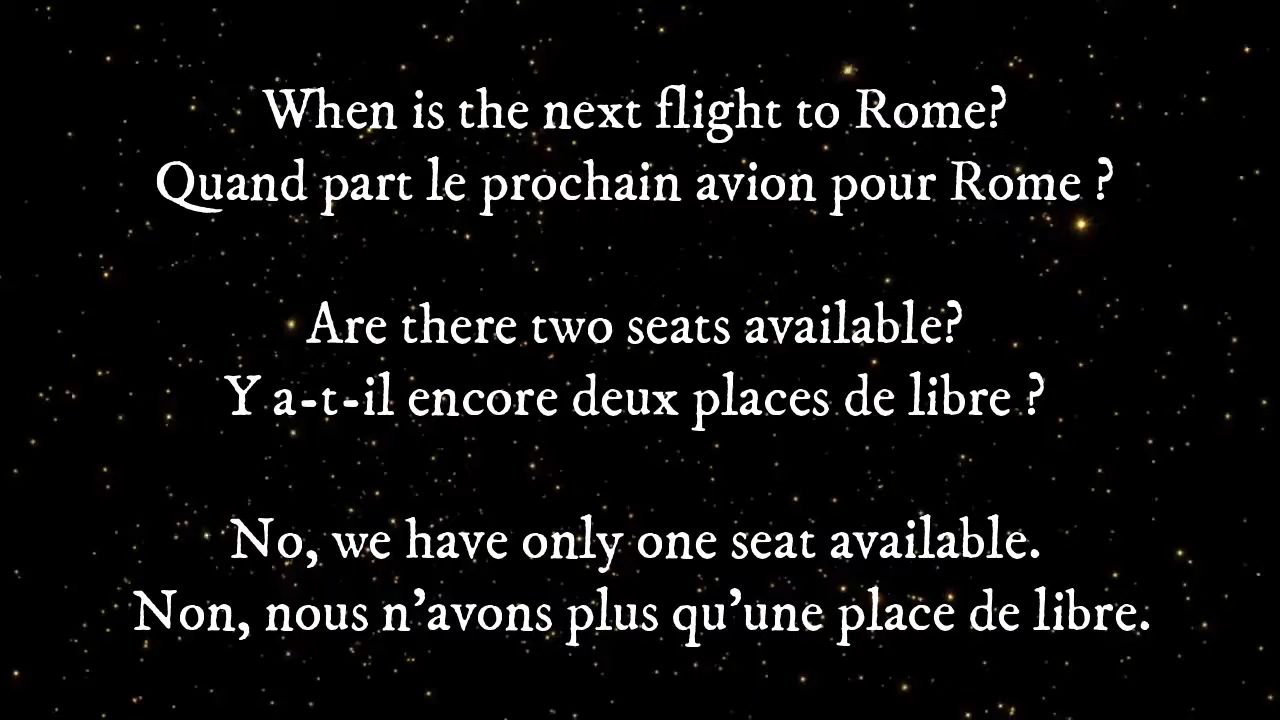 When is the next flight to Rome?
Quand part le prochain avion pour Rome ?
Are there two seats available?
Y a-t-il encore deux places de libre ?
No, we have only one seat available.
Non, nous n’avons plus qu’une place de libre.